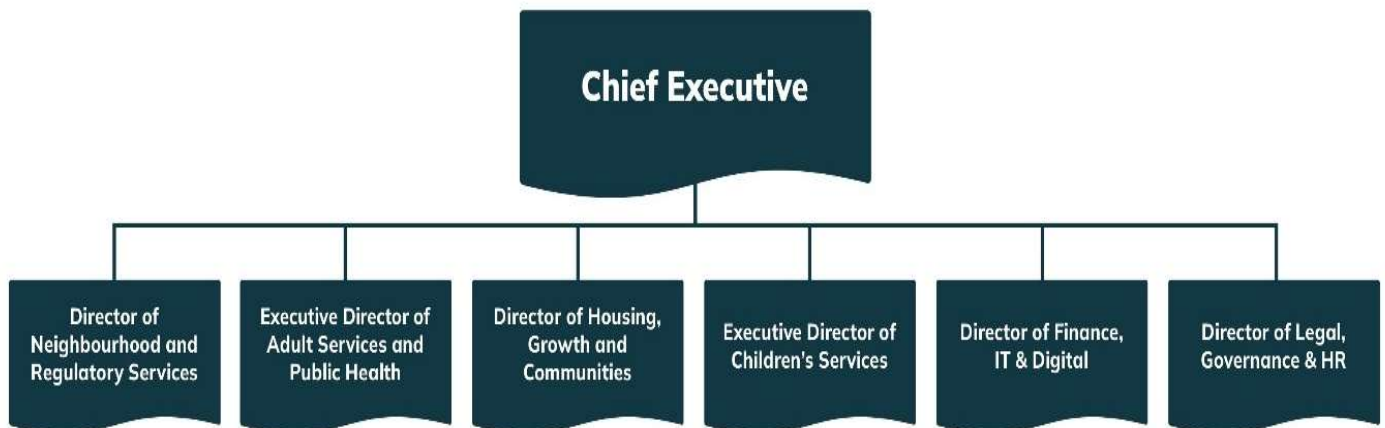 Chief Executive
Director of
Neighbourhood and
Regulatory Services
Executive Director of
Adult Services and
Public Health
Director of Housing,
Growth and
Communities
Executive Director of
Children's Services
Director of Finance,
IT & Digital
Director of Legal,
Governance & HR